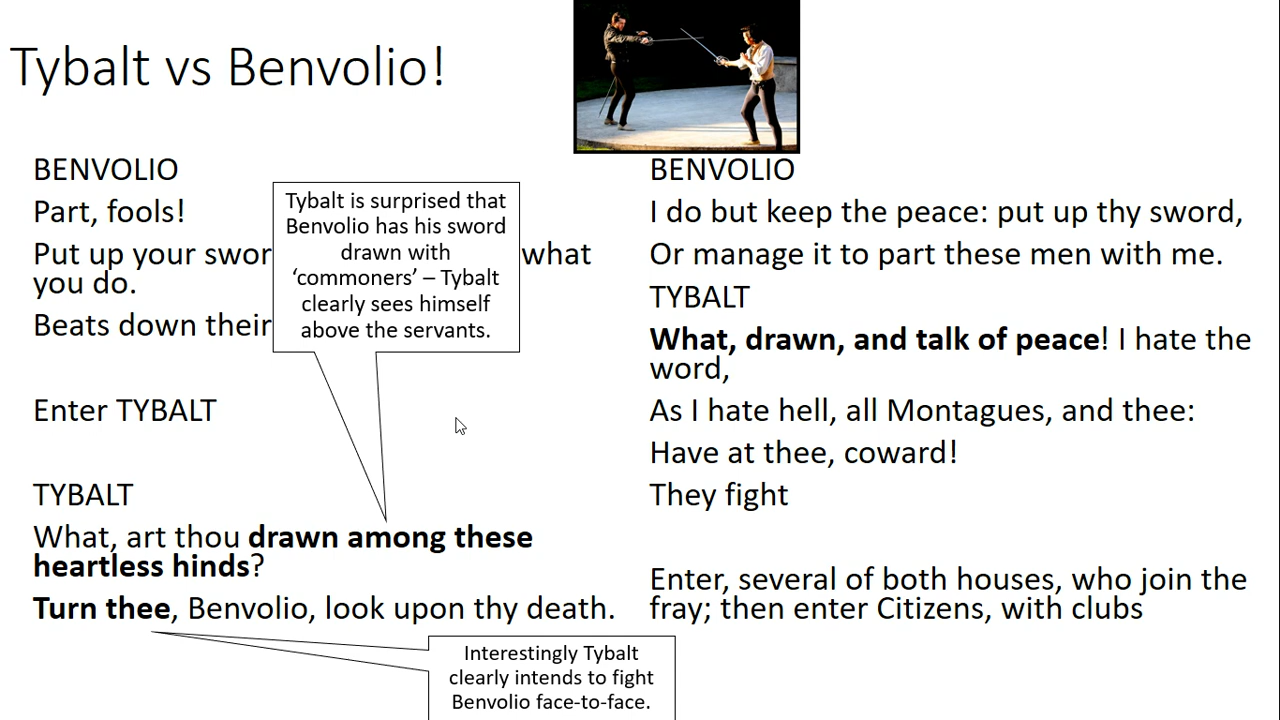 Tybalt vs Benvolio!
BENVOLIO
Part, fools!
Put up your swor what
you do.
Beats down their
Tybalt is surprised that
Benvolio has his sword
drawn with
‘commoners’ – Tybalt
clearly sees himself
above the servants.
Enter TYBALT
TYBALT
What, art thou drawn among these
heartless hinds?
Turn thee, Benvolio, look upon thy death.
Interestingly Tybalt
clearly intends to fight
Benvolio face-to-face.
BENVOLIO
I do but keep the peace: put up thy sword,
Or manage it to part these men with me.
TYBALT
What, drawn, and talk of peace! I hate the
word,
As I hate hell, all Montagues, and thee:
Have at thee, coward!
They fight
Enter, several of both houses, who join the
fray; then enter Citizens, with clubs